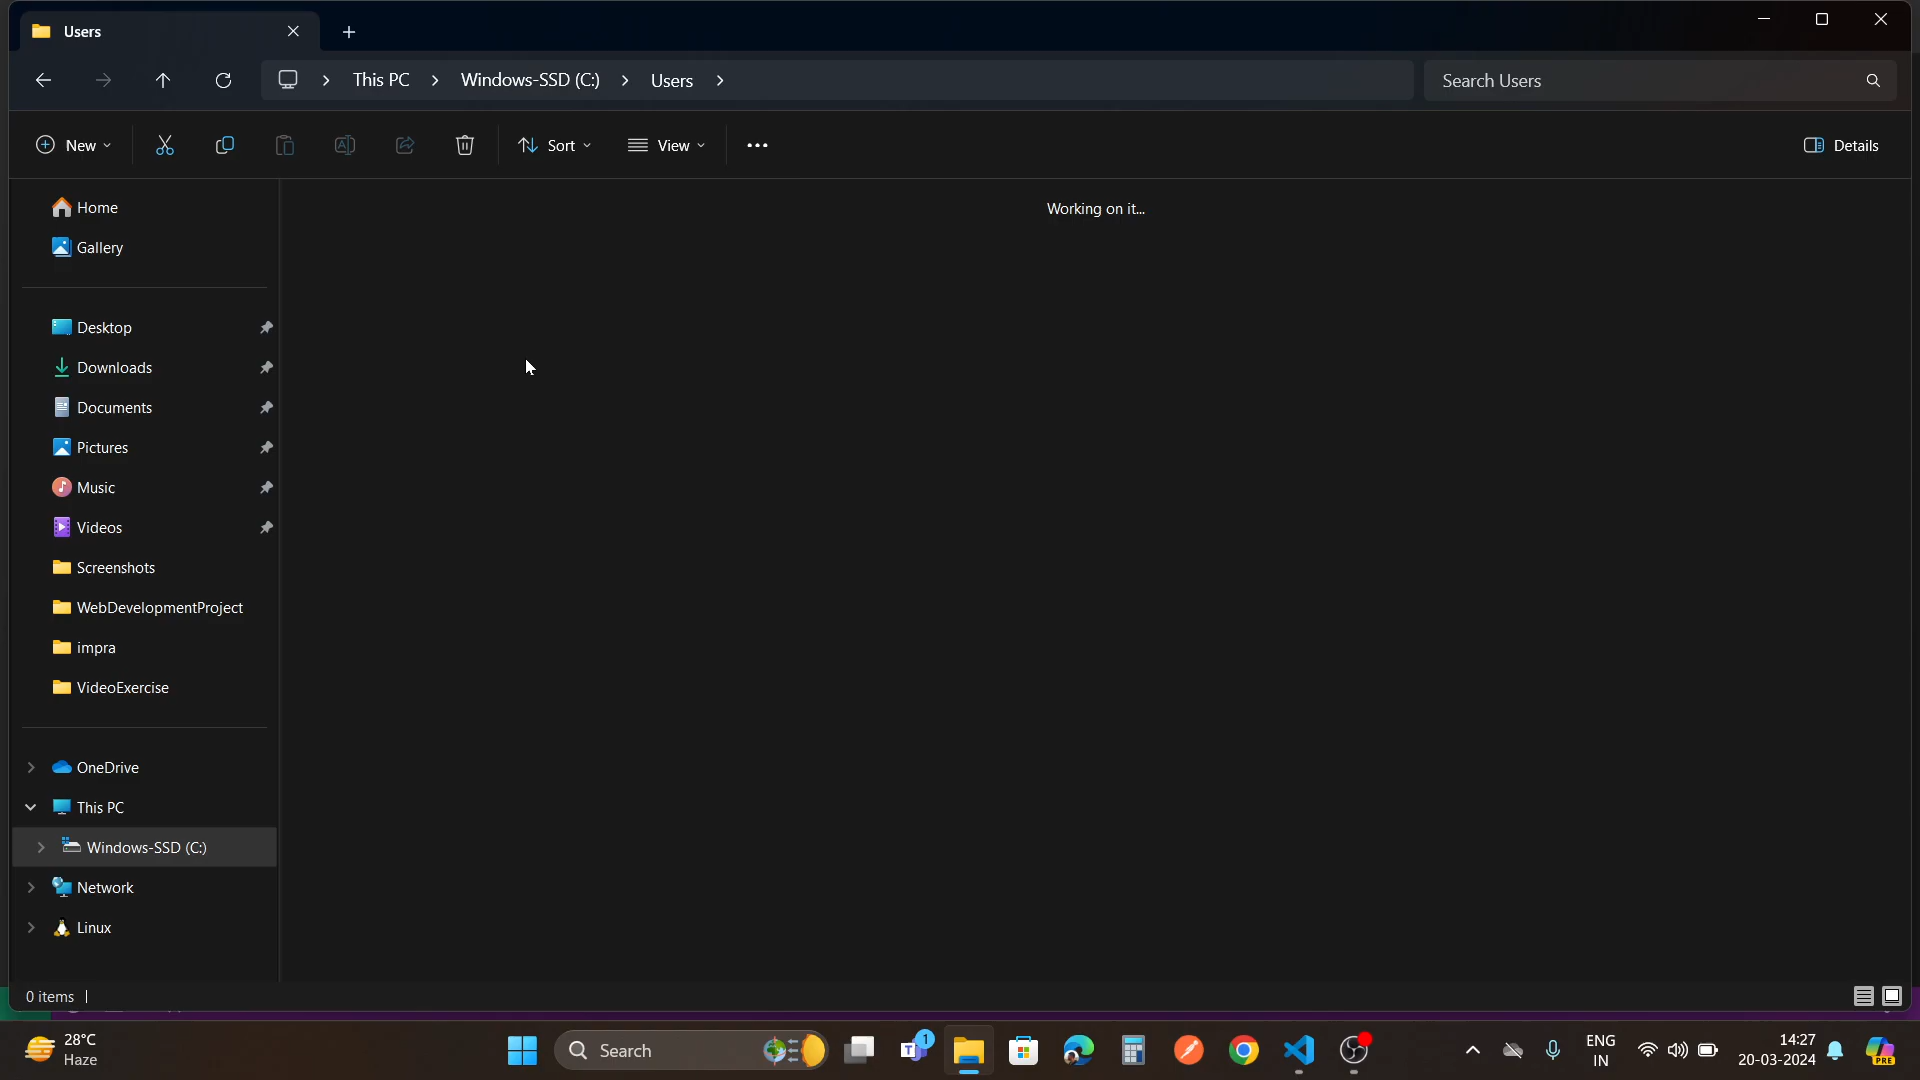 Users
This PC
Windows-SSD (C:)
Users
Search Users
New
Sort
View
Details
Home
Gallery
Working on it...
Desktop
Downloads
Documents
Pictures
Music
Videos
Screenshots
WebDevelopmentProject
impra
VideoExercise
OneDrive
This PC
Windows-SSD (C:)
Network
Linux
0 items
28°C
Haze
Search
1
ENG
IN
14:27
20-03-2024
PRE